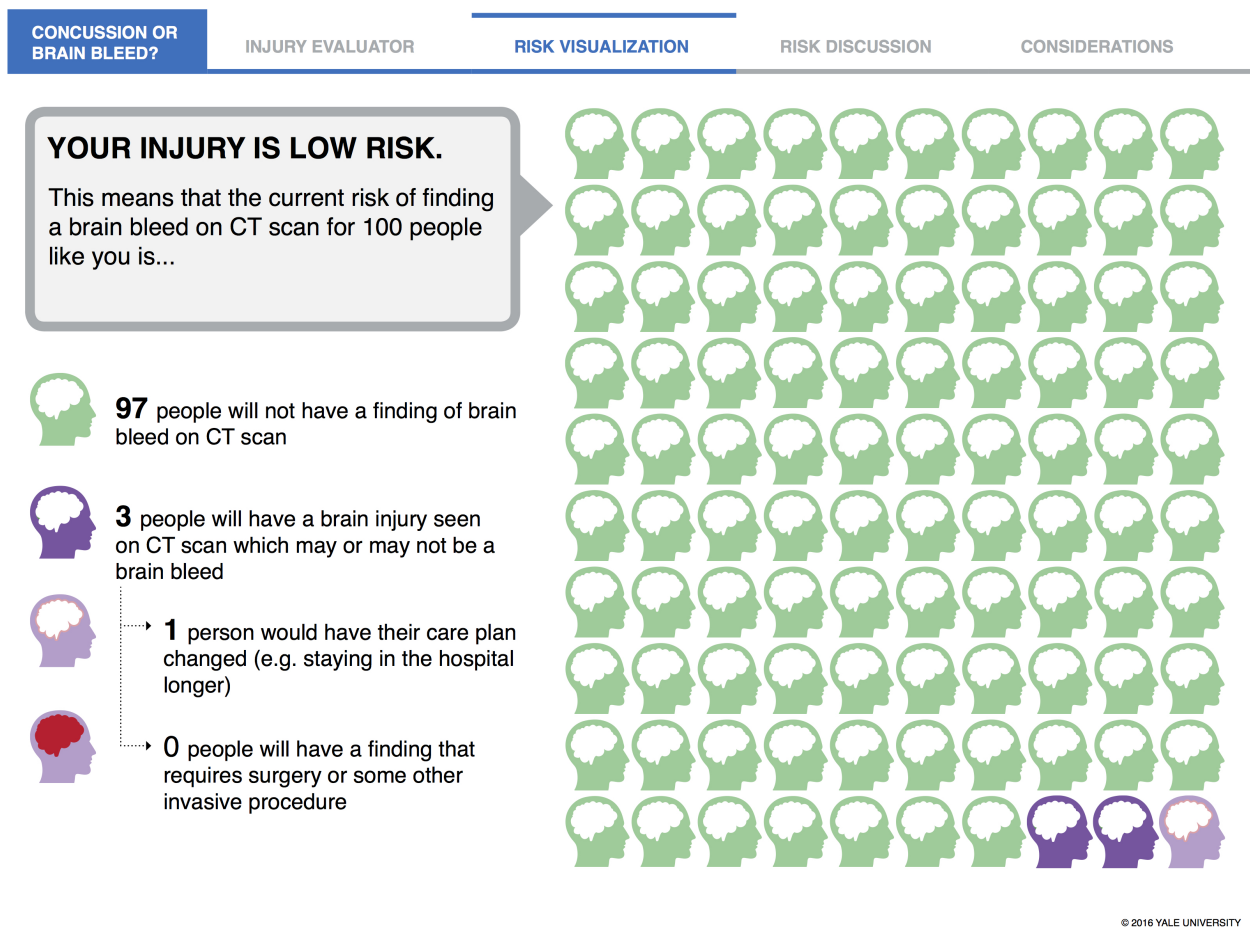 CONCUSSION OR
BRAIN BLEED?
INJURY EVALUATOR
RISK VISUALIZATION
RISK DISCUSSION
CONSIDERATIONS
YOUR INJURY IS LOW RISK.
This means that the current risk of finding
a brain bleed on CT scan for 100 people
like you is...
97 people will not have a finding of brain
bleed on CT scan
3 people will have a brain injury seen
on CT scan which may or may not be a
brain bleed
1 person would have their care plan
changed (e.g. staying in the hospital
longer)
0 people will have a finding that
requires surgery or some other
invasive procedure
© 2016 YALE UNIVERSITY